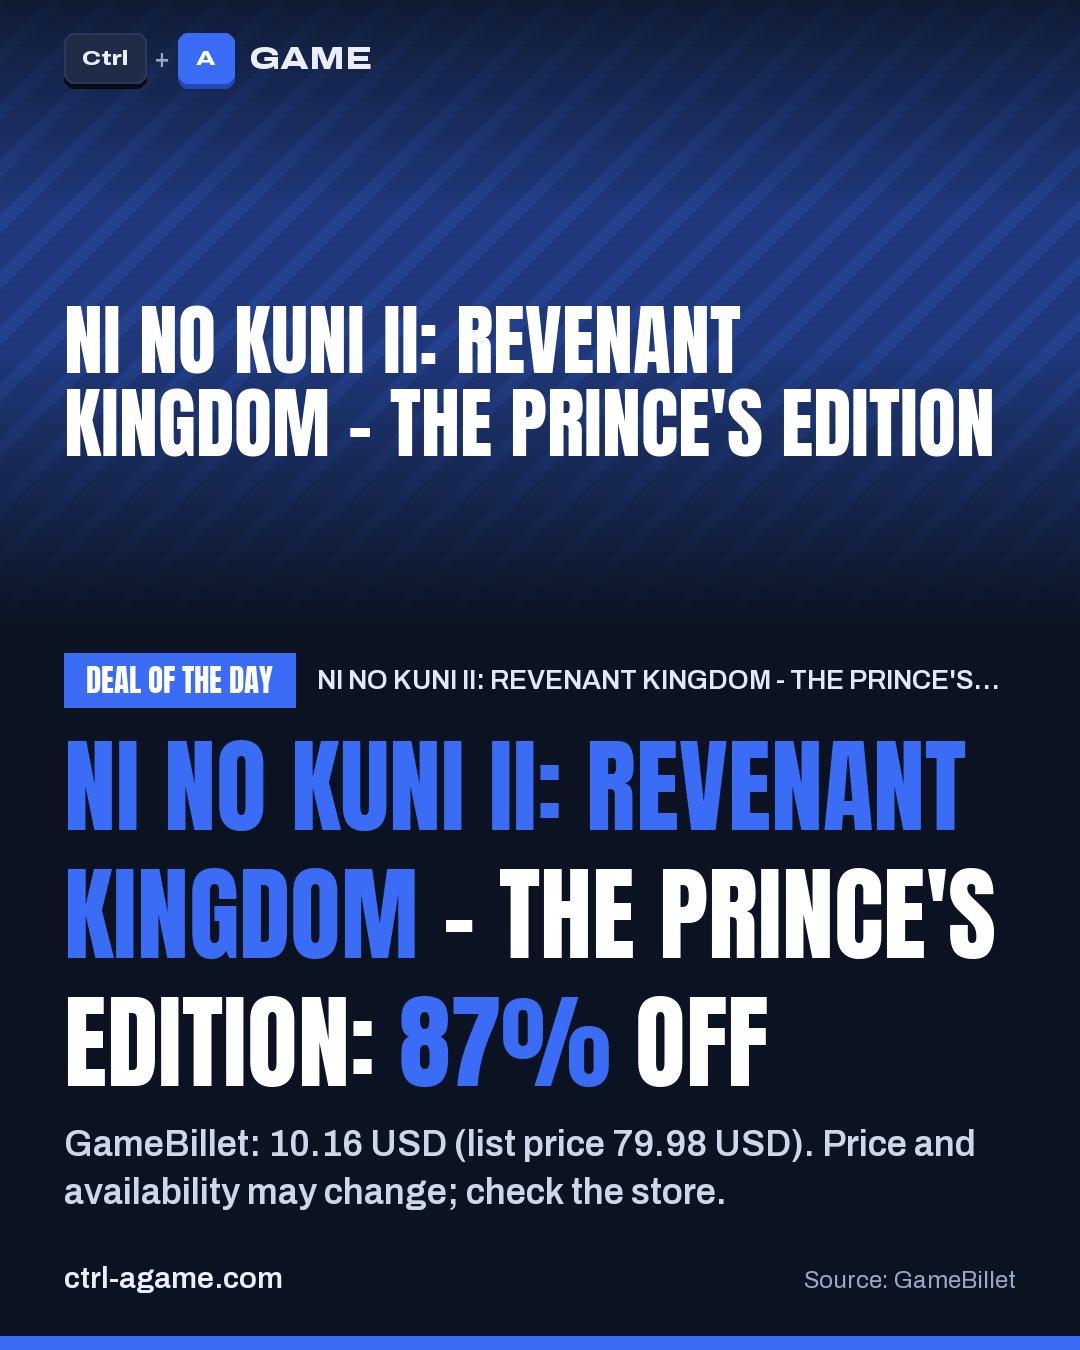 Ctrl + A GAME
NI NO KUNI II: REVENANT
KINGDOM - THE PRINCE'S EDITION
DEAL OF THE DAY NI NO KUNI II: REVENANT KINGDOM - THE PRINCE'S...
NI NO KUNI II: REVENANT
KINGDOM - THE PRINCE'S
EDITION: 87% OFF
GameBillet: 10.16 USD (list price 79.98 USD). Price and
availability may change; check the store.
ctrl-agame.com Source: GameBillet